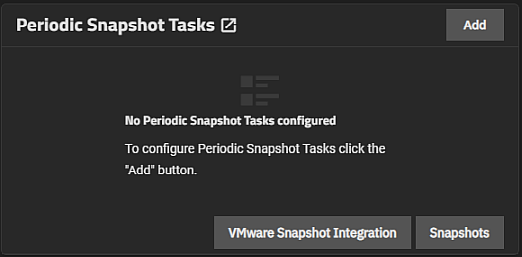 Periodic Snapshot Tasks
Add
No Periodic Snapshot Tasks configured
To configure Periodic Snapshot Tasks click the
"Add" button.
VMware Snapshot Integration
Snapshots